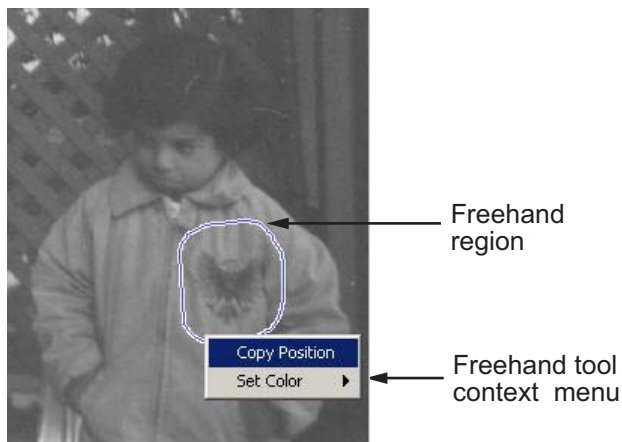 Freehand
region
Copy Position
Set Color
Freehand tool
context menu